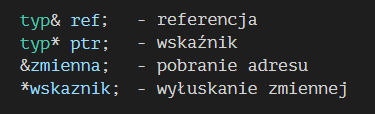 typ& ref;   - referencja
typ* ptr;   - wskaźnik
&zmienna;   - pobranie adresu
*wskaznik;  - wyłuskanie zmiennej